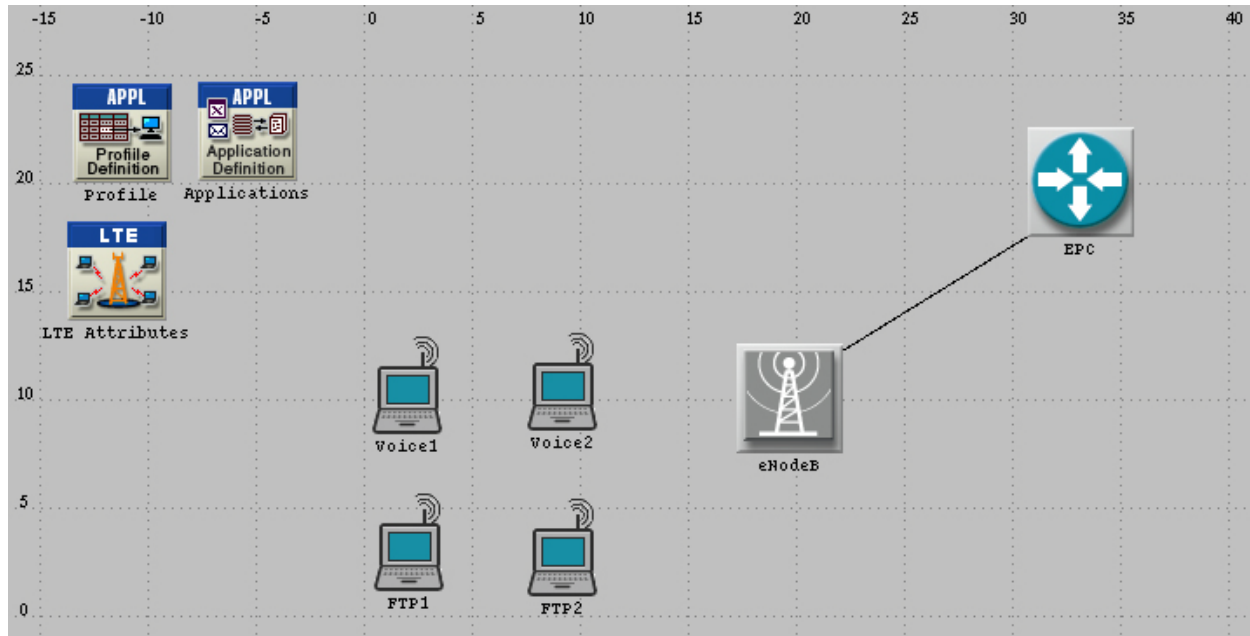 -15 -10 -5 0 5 10 15 20 25 30 35 40
25
APPL
Profiile
Definition
Profile
APPL
Application
Definition
Applications
20
LTE
LTE Attributes
EPC
15
10
Voice1
Voice2
eNodeB
5
FTP1
FTP2
0